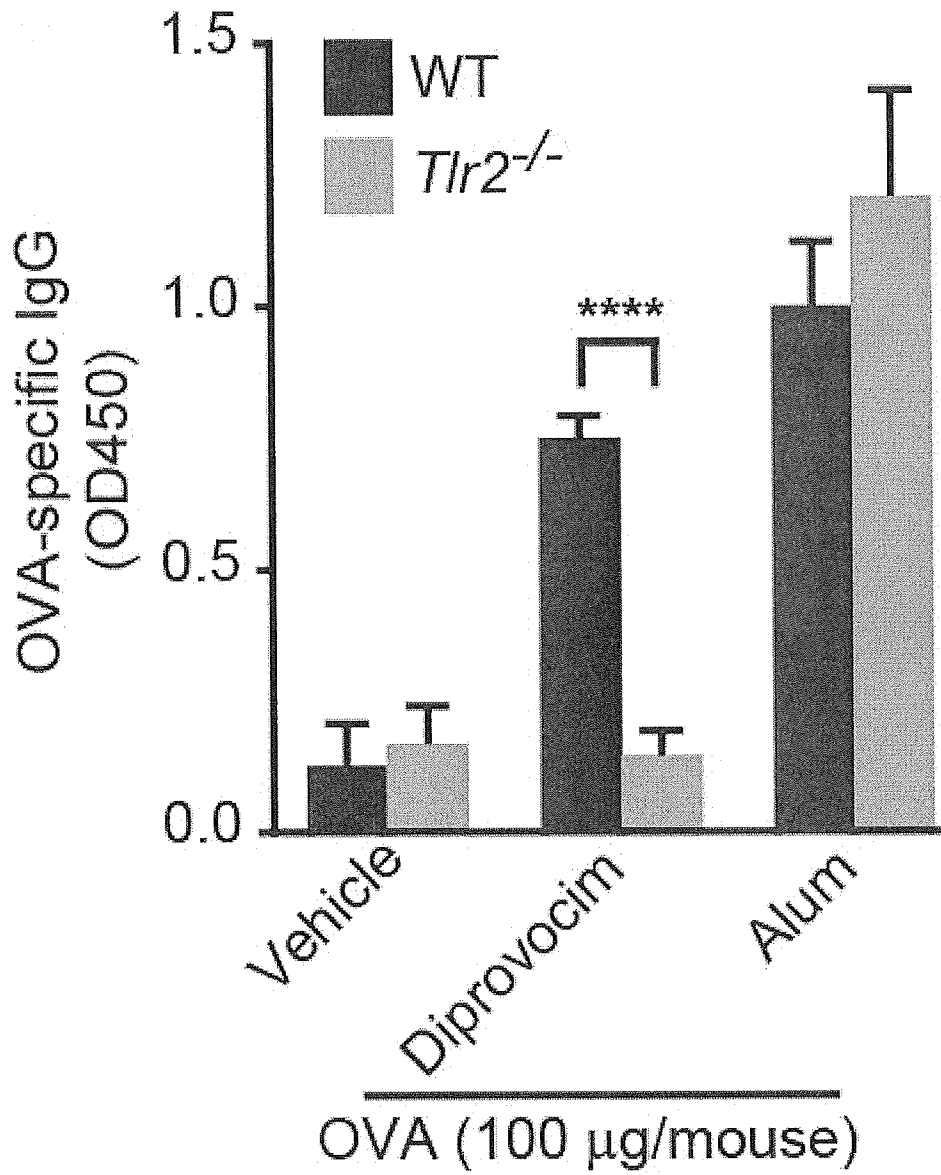 1.5
1.0
0.5
0.0
OVA-specific IgG
(OD450)
WT
Tlr2-/-
****
Vehicle
Diprovocim
Alum
OVA (100 μg/mouse)